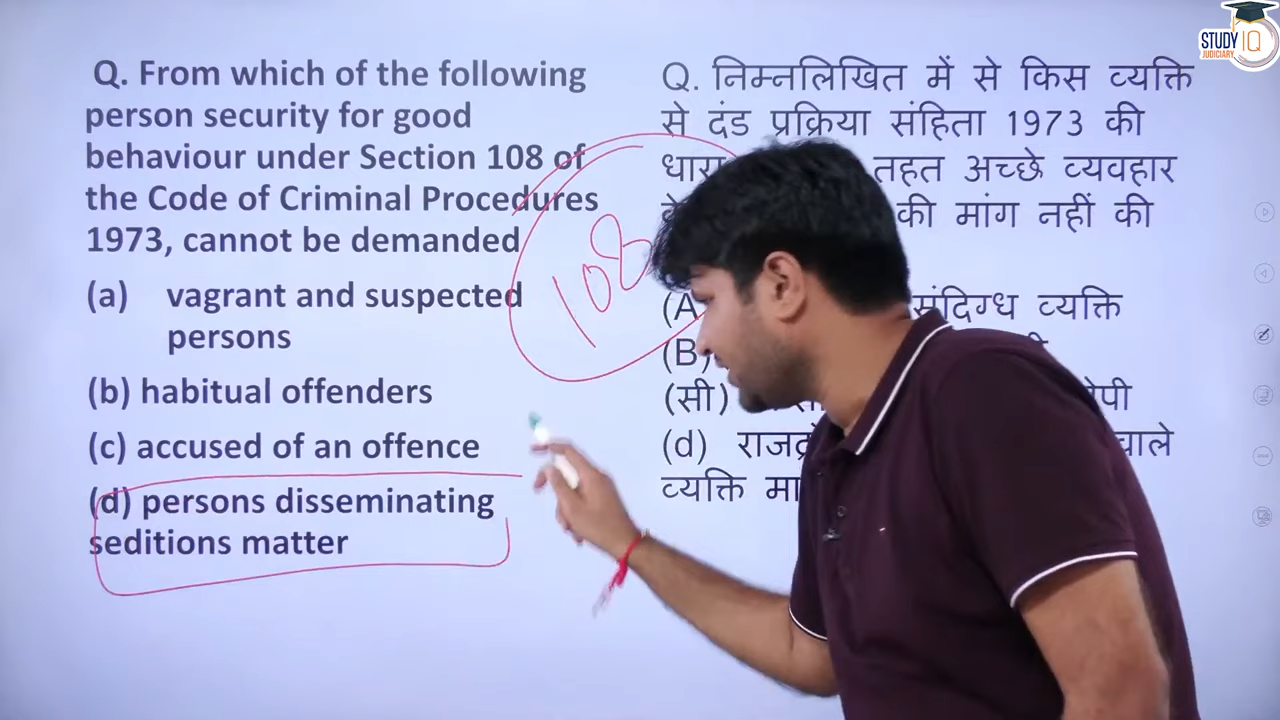 Q. From which of the following
person security for good
behaviour under Section 108 of
the Code of Criminal Procedures
1973, cannot be demanded
(a) vagrant and suspected
persons
(b) habitual offenders
(c) accused of an offence
(d) persons disseminating
seditions matter
108
Q. निम्नलिखित में से किस व्यक्ति
से दंड प्रक्रिया संहिता 1973 की
धारा तहत अच्छे व्यवहार
की मांग नहीं की
(A संदिग्ध व्यक्ति
(B)
(सी)
(d) वाले
व्यक्ति
STUDY IQ
JUDICIARY